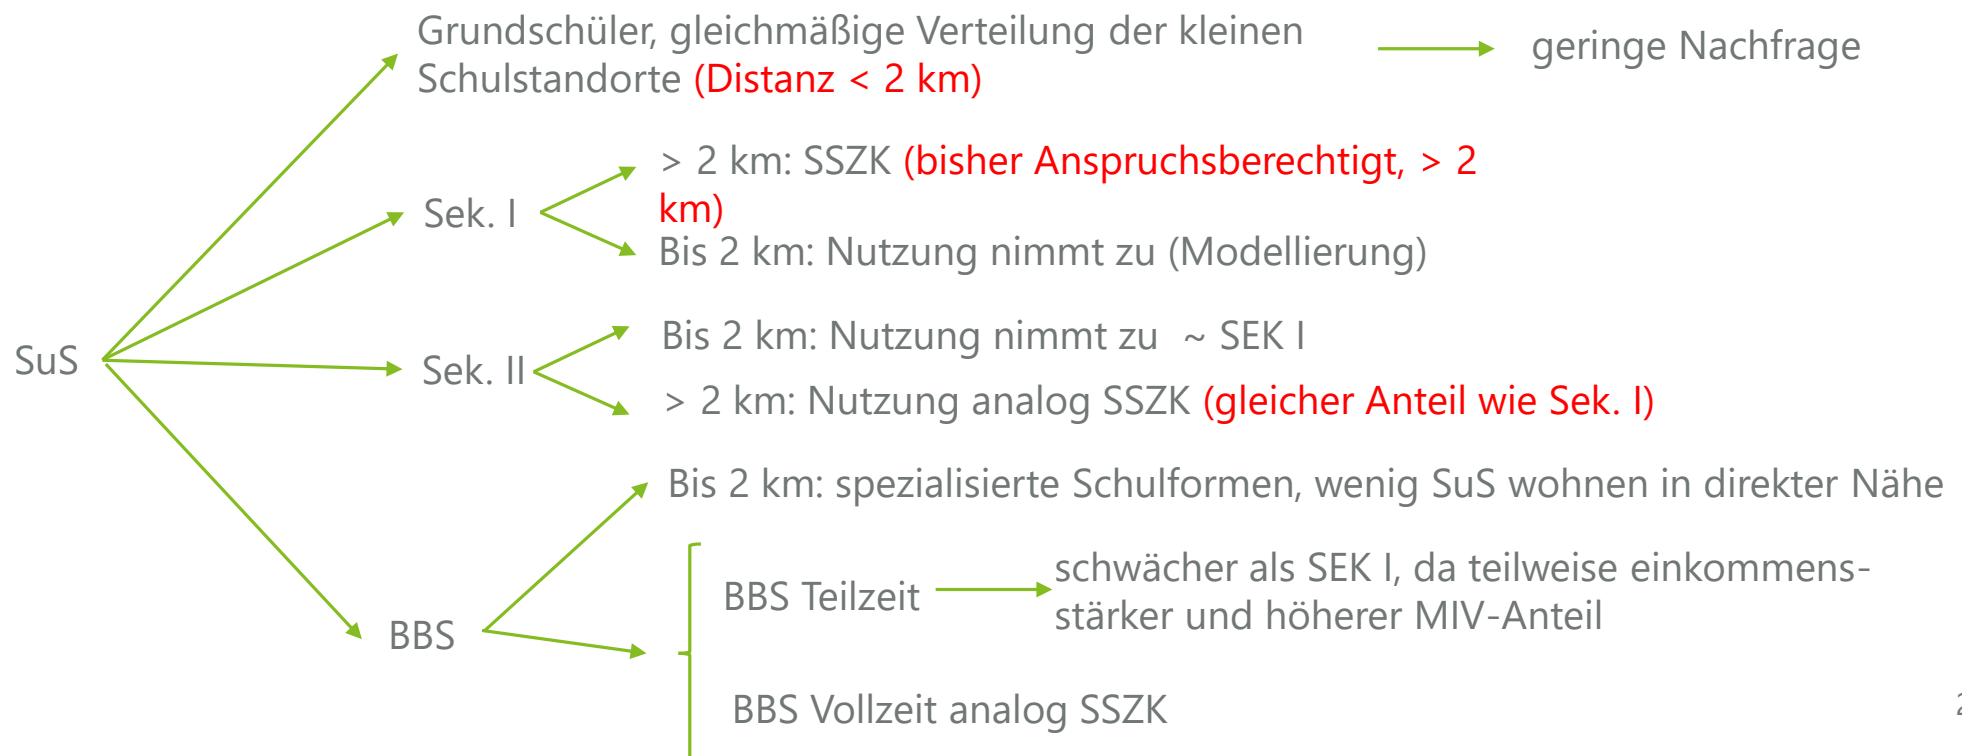 Grundschüler, gleichmäßige Verteilung der kleinen
Schulstandorte (Distanz < 2 km)
geringe Nachfrage
> 2 km: SSZK (bisher Anspruchsberechtigt, > 2
km)
Sek. I
Bis 2 km: Nutzung nimmt zu (Modellierung)
Bis 2 km: Nutzung nimmt zu ~ SEK I
SuS
Sek. II
> 2 km: Nutzung analog SSZK (gleicher Anteil wie Sek. I)
Bis 2 km: spezialisierte Schulformen, wenig SuS wohnen in direkter Nähe
BBS
BBS Teilzeit
schwächer als SEK I, da teilweise einkommens-
stärker und höherer MIV-Anteil
BBS Vollzeit analog SSZK